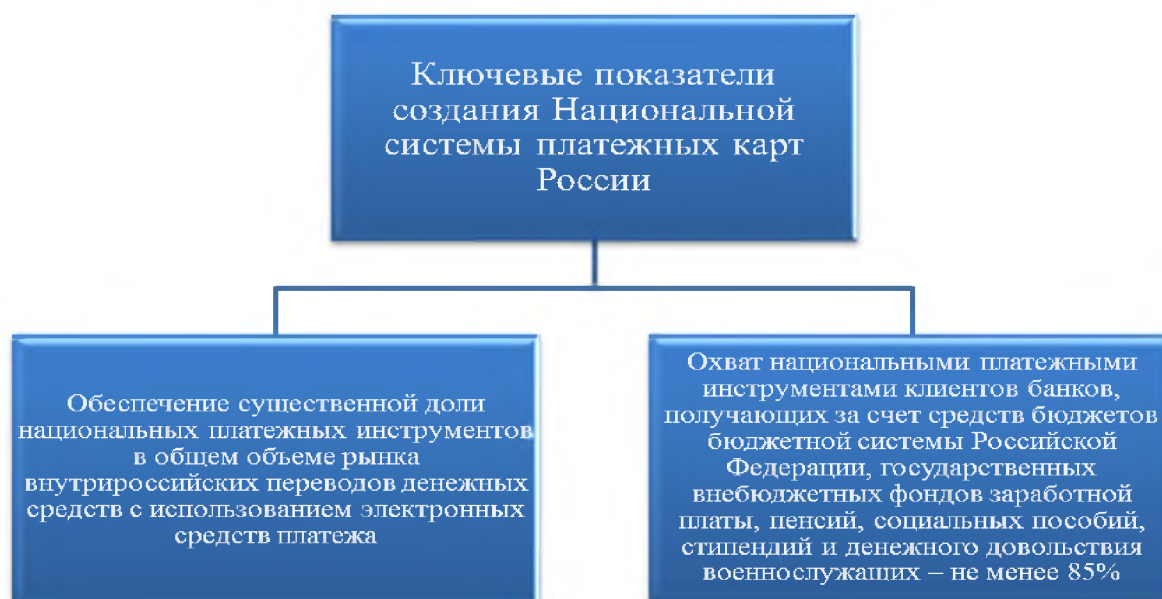 Ключевые показатели
создания Национальной
системы платежных карт
России
Обеспечение существенной доли
национальных платежных инструментов
в общем объеме рынка
внутрироссийских переводов денежных
средств с использованием электронных
средств платежа
Охват национальными платежными
инструментами клиентов банков,
получающих за счет средств бюджетов
бюджетной системы Российской
Федерации, государственных
внебюджетных фондов заработной
платы, пенсий, социальных пособий,
стипендий и денежного довольствия
военнослужащих – не менее 85%